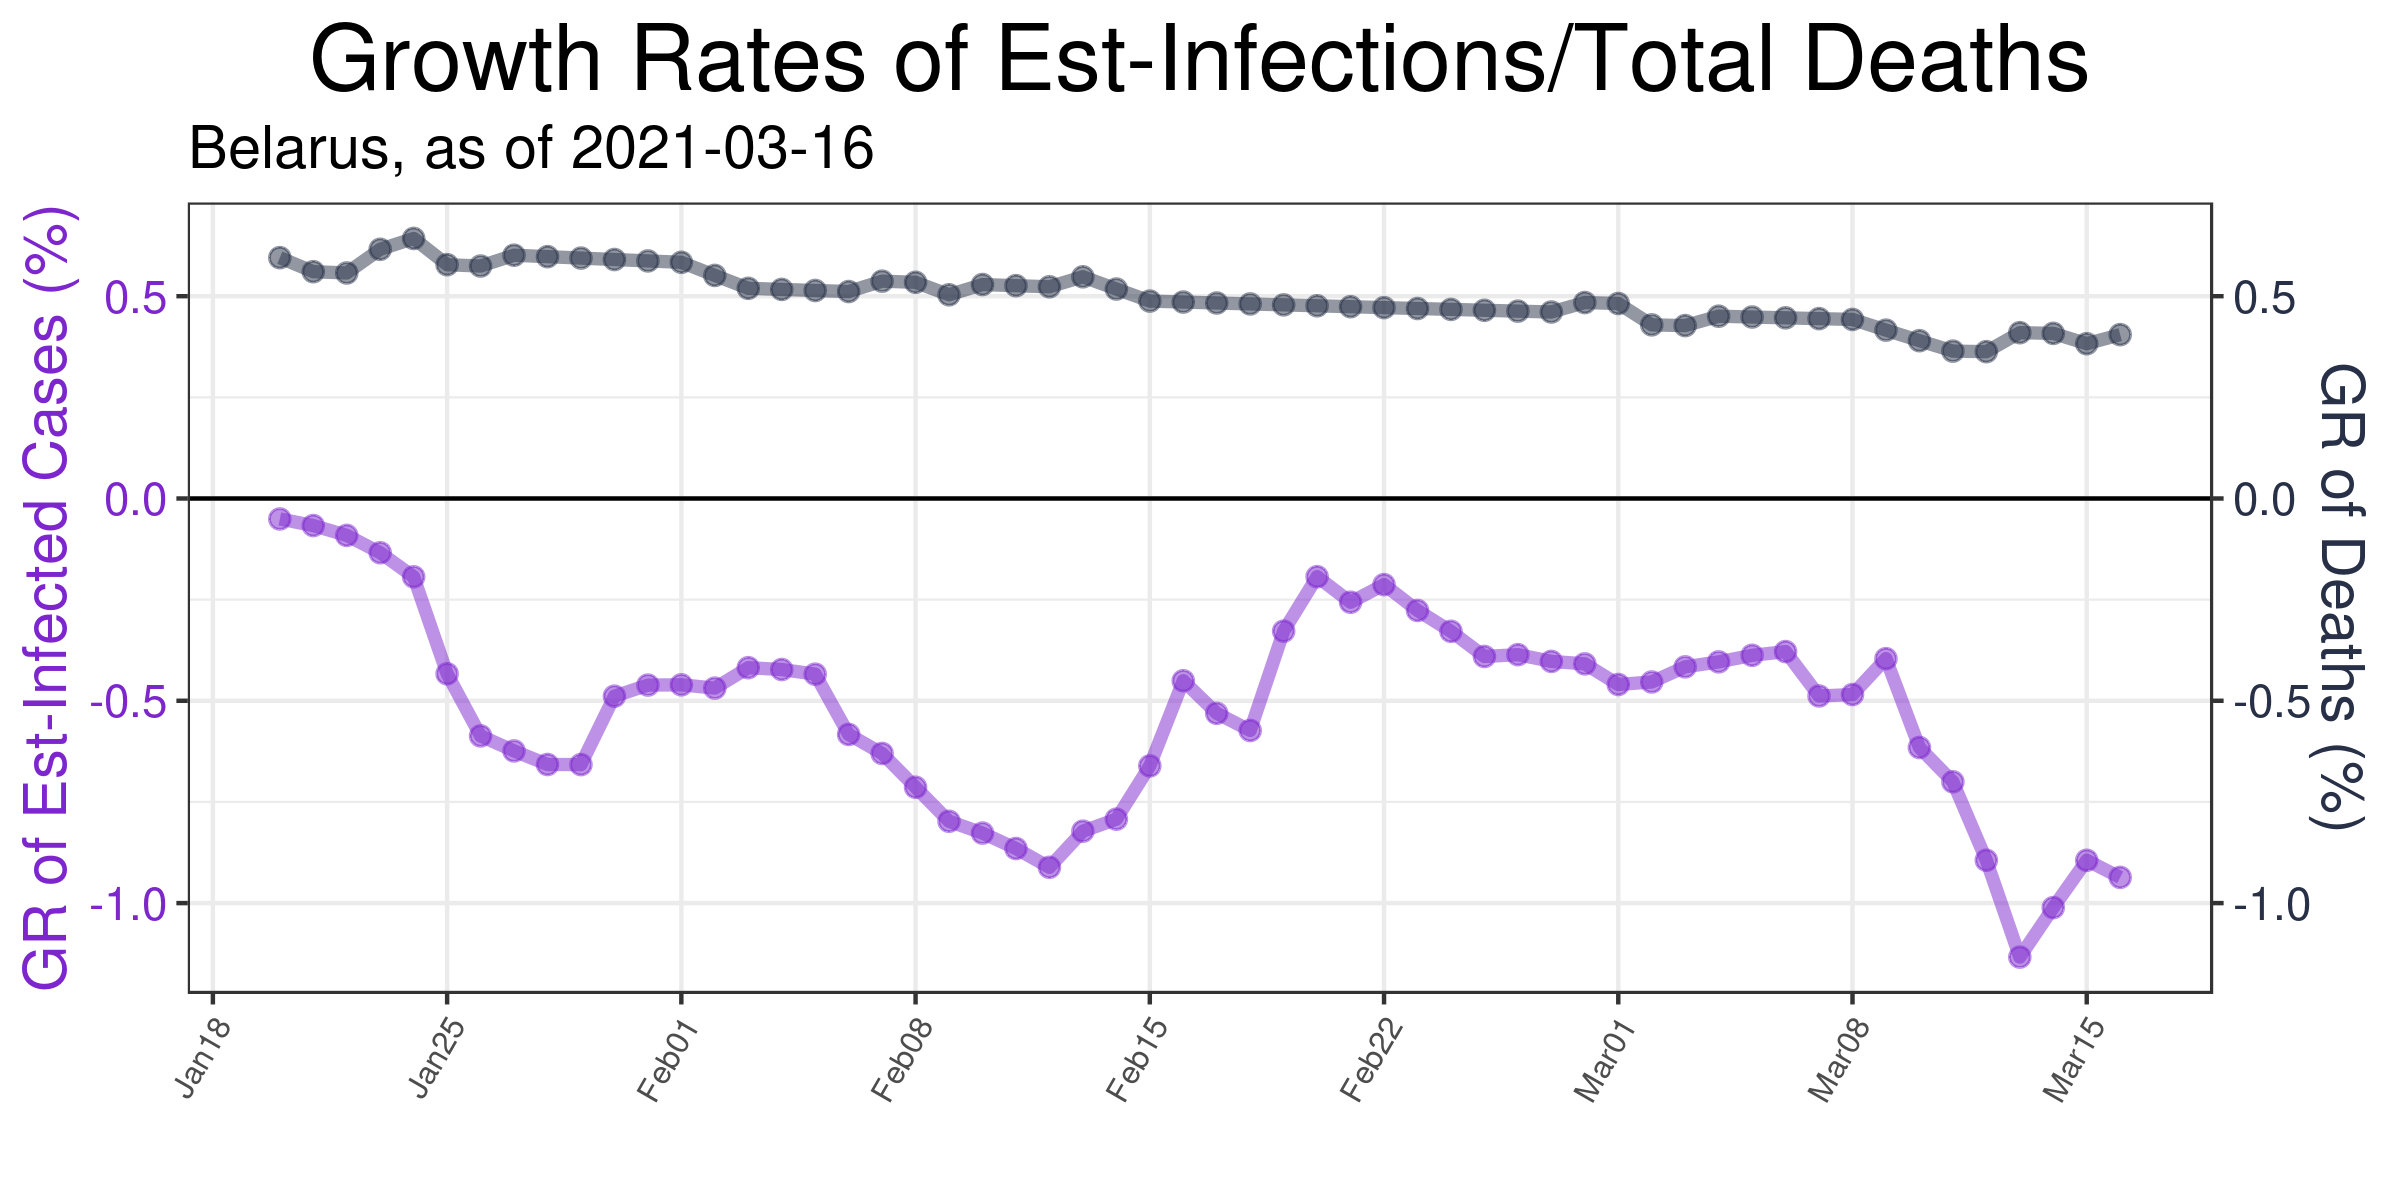 Growth Rates of Est-Infections/Total Deaths
Belarus, as of 2021-03-16
GR of Est-Infected Cases (%)
0.5
0.0
-0.5
-1.0
0.5
0.0
-0.5
-1.0
GR of Deaths (%)
Jan18
Jan25
Feb01
Feb08
Feb15
Feb22
Mar01
Mar08
Mar15